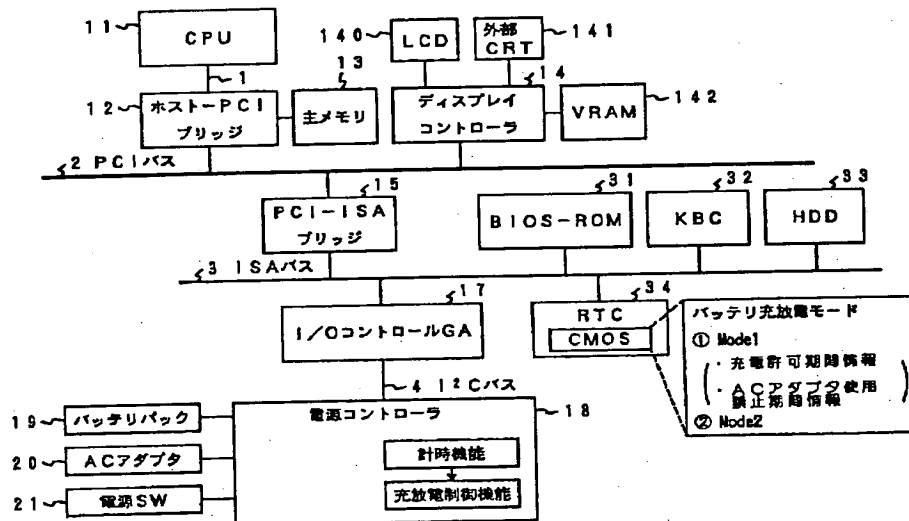 11
CPU
1
140
LCD
外部
CRT
141
12
ホスト-PCI
ブリッジ
13
主メモリ
14
ディスプレイ
コントローラ
VRAM
142
2 PCIバス
15
PCI-ISA
ブリッジ
31
BIOS-ROM
32
KBC
33
HDD
3 ISAバス
17
I/OコントロールGA
34
RTC
CMOS
バッテリ充放電モード
① Mode1
・充電許可期間情報
・ACアダプタ使用
禁止期間情報
② Mode2
4 I²Cバス
19
バッテリパック
20
ACアダプタ
21
電源SW
電源コントローラ
18
計時機能
充放電制御機能